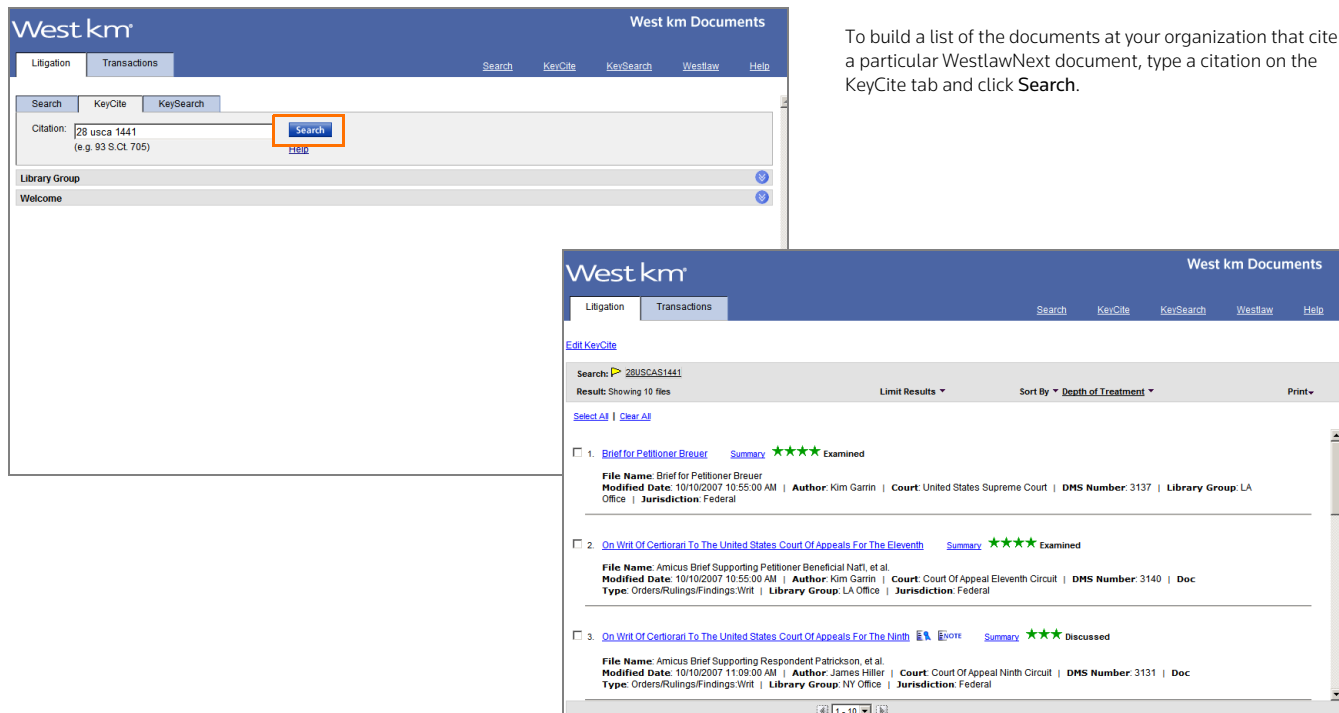 West km®
West km Documents
Litigation Transactions Search KeyCite KeySearch Westlaw Help
Search KeyCite KeySearch
Citation: 28 usca 1441 Search
(e.g. 93 S.Ct. 705) Help
Library Group
Welcome
To build a list of the documents at your organization that cite
a particular WestlawNext document, type a citation on the
KeyCite tab and click Search.
West km®
West km Documents
Litigation Transactions Search KeyCite KeySearch Westlaw Help
Edit KeyCite
Search: 28USCAS1441
Result: Showing 10 files Limit Results Sort By Depth of Treatment Print
Select All | Clear All
1. Brief for Petitioner Breuer Summary Examined
File Name: Brief for Petitioner Breuer
Modified Date: 10/10/2007 10:55:00 AM | Author: Kim Garrin | Court: United States Supreme Court | DMS Number: 3137 | Library Group: LA
Office | Jurisdiction: Federal
2. On Writ Of Certiorari To The United States Court Of Appeals For The Eleventh Summary Examined
File Name: Amicus Brief Supporting Petitioner Beneficial Nat'l, et al.
Modified Date: 10/10/2007 10:55:00 AM | Author: Kim Garrin | Court: Court Of Appeal Eleventh Circuit | DMS Number: 3140 | Doc
Type: Orders/Rulings/Findings:Writ | Library Group: LA Office | Jurisdiction: Federal
3. On Writ Of Certiorari To The United States Court Of Appeals For The Ninth NOTE Summary Discussed
File Name: Amicus Brief Supporting Respondent Patrickson, et al.
Modified Date: 10/10/2007 11:09:00 AM | Author: James Hiller | Court: Court Of Appeal Ninth Circuit | DMS Number: 3131 | Doc
Type: Orders/Rulings/Findings:Writ | Library Group: NY Office | Jurisdiction: Federal
1 - 10